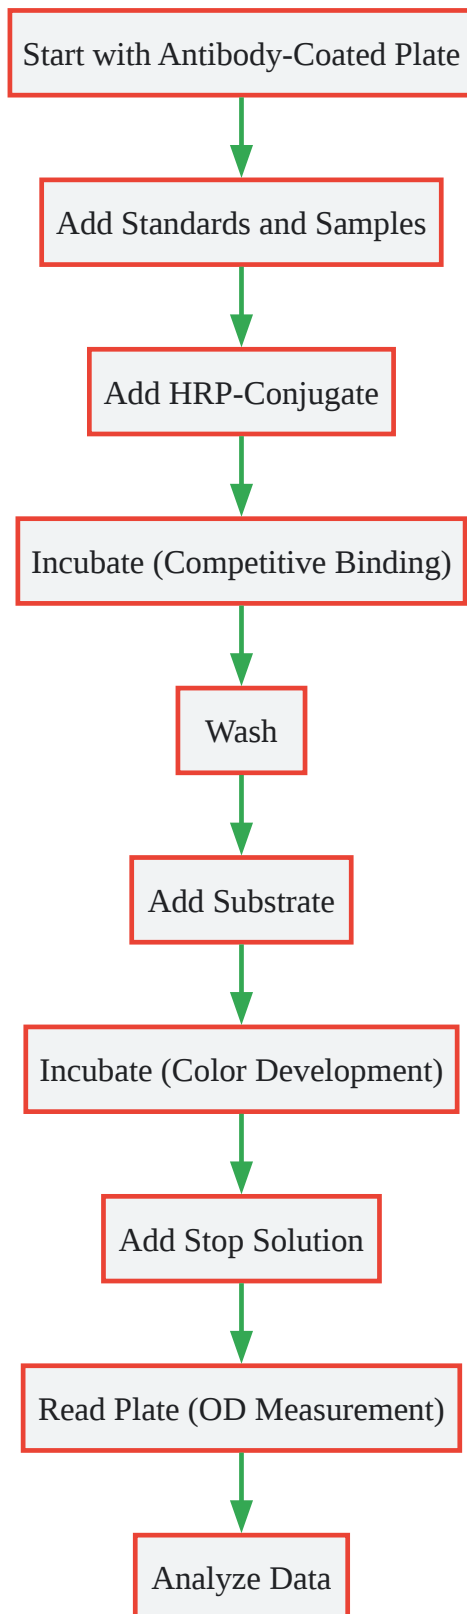 Start with Antibody-Coated Plate
Add Standards and Samples
Add HRP-Conjugate
Incubate (Competitive Binding)
Wash
Add Substrate
Incubate (Color Development)
Add Stop Solution
Read Plate (OD Measurement)
Analyze Data